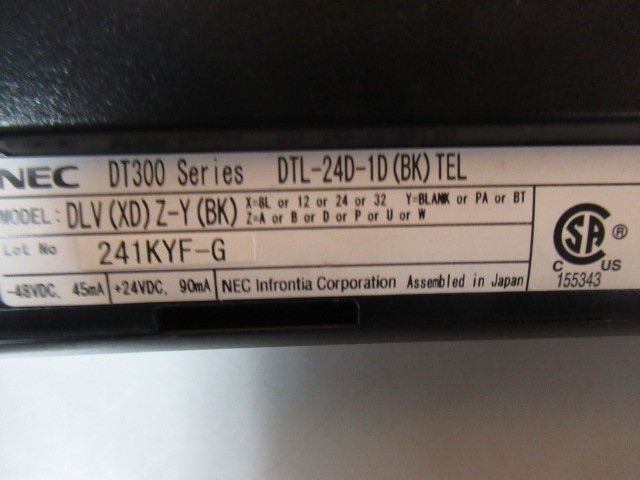 NEC DT300 Series DTL-24D-1D(BK)TEL
MODEL: DLV(XD)Z-Y(BK) X=8L or 12 or 24 or 32 Y=BLANK or PA or BT
Z=A or B or D or P or U or W
Lot No 241KYF-G
-48VDC, 45mA +24VDC, 90mA NEC Infrontia Corporation Assembled in Japan
CSA
C US
155343